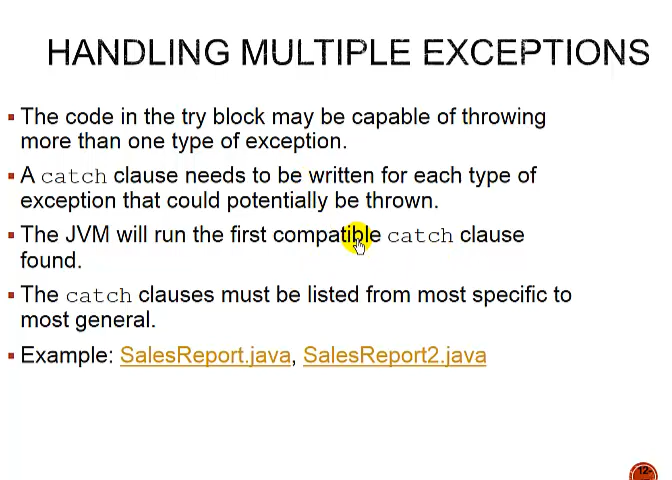 HANDLING MULTIPLE EXCEPTIONS
The code in the try block may be capable of throwing
more than one type of exception.
A catch clause needs to be written for each type of
exception that could potentially be thrown.
The JVM will run the first compatible catch clause
found.
The catch clauses must be listed from most specific to
most general.
Example: SalesReport.java, SalesReport2.java
12-